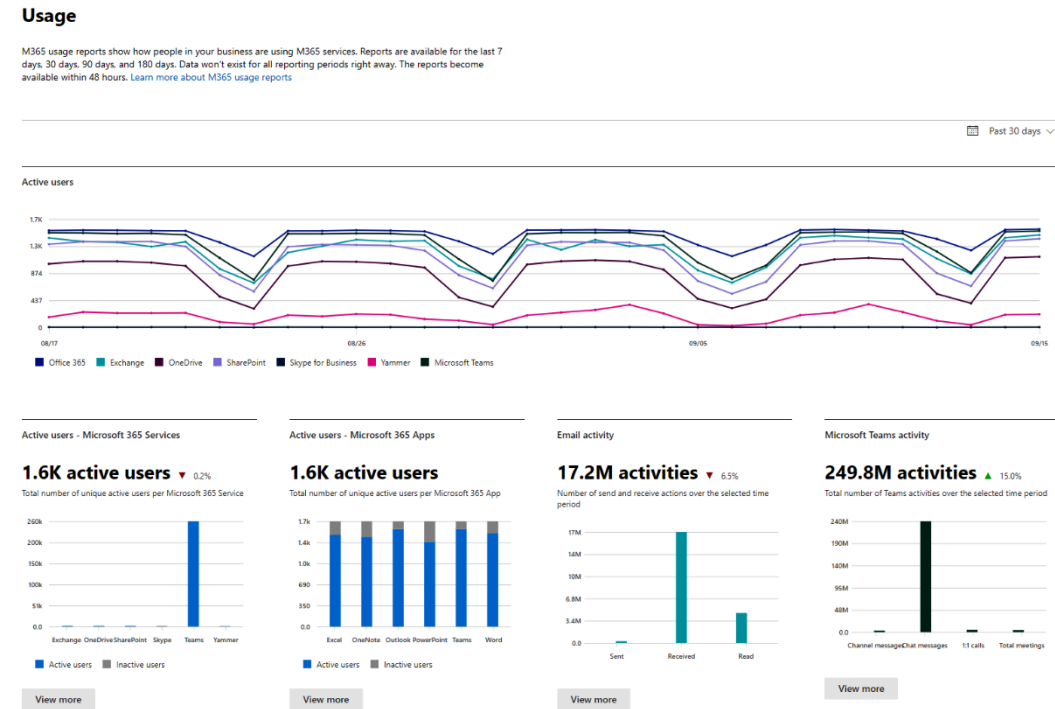 Usage
M365 usage reports show how people in your business are using M365 services. Reports are available for the last 7
days, 30 days, 90 days, and 180 days. Data won't exist for all reporting periods right away. The reports become
available within 48 hours. Learn more about M365 usage reports
Past 30 days
Active users
1.7K
1.3K
874
437
0
08/17
08/26
09/05
09/15
Office 365
Exchange
OneDrive
SharePoint
Skype for Business
Yammer
Microsoft Teams
Active users - Microsoft 365 Services
1.6K active users ▼ 0.2%
Total number of unique active users per Microsoft 365 Service
260k
200k
150k
100k
51k
0.0
Exchange OneDrive SharePoint Skype Teams Yammer
Active users Inactive users
View more
Active users - Microsoft 365 Apps
1.6K active users
Total number of unique active users per Microsoft 365 App
1.7k
1.4k
1.0k
690
350
0.0
Excel OneNote Outlook PowerPoint Teams Word
Active users Inactive users
View more
Email activity
17.2M activities ▼ 6.5%
Number of send and receive actions over the selected time
period
17M
14M
10M
6.8M
3.4M
0.0
Sent Received Read
View more
Microsoft Teams activity
249.8M activities ▲ 15.0%
Total number of Teams activities over the selected time period
240M
190M
140M
95M
48M
0.0
Channel messages Chat messages 1:1 calls Total meetings
View more